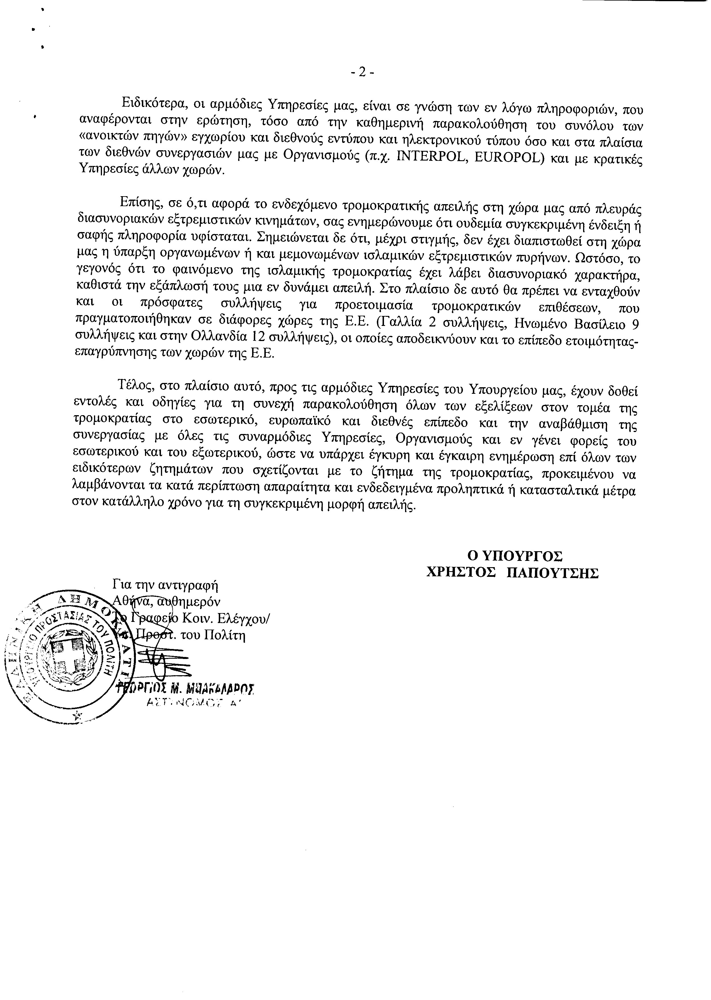 - 2 -
Ειδικότερα, οι αρμόδιες Υπηρεσίες μας, είναι σε γνώση των εν λόγω πληροφοριών, που
αναφέρονται στην ερώτηση, τόσο από την καθημερινή παρακολούθηση του συνόλου των
«ανοικτών πηγών» εγχωρίου και διεθνούς εντύπου και ηλεκτρονικού τύπου όσο και στα πλαίσια
των διεθνών συνεργασιών μας με Οργανισμούς (π.χ. INTERPOL, EUROPOL) και με κρατικές
Υπηρεσίες άλλων χωρών.
Επίσης, σε ό,τι αφορά το ενδεχόμενο τρομοκρατικής απειλής στη χώρα μας από πλευράς
διασυνοριακών εξτρεμιστικών κινημάτων, σας ενημερώνουμε ότι ουδεμία συγκεκριμένη ένδειξη ή
σαφής πληροφορία υφίσταται. Σημειώνεται δε ότι, μέχρι στιγμής, δεν έχει διαπιστωθεί στη χώρα
μας η ύπαρξη οργανωμένων ή και μεμονωμένων ισλαμικών εξτρεμιστικών πυρήνων. Ωστόσο, το
γεγονός ότι το φαινόμενο της ισλαμικής τρομοκρατίας έχει λάβει διασυνοριακό χαρακτήρα,
καθιστά την εξάπλωσή τους μια εν δυνάμει απειλή. Στο πλαίσιο δε αυτό θα πρέπει να ενταχθούν
και οι πρόσφατες συλλήψεις για προετοιμασία τρομοκρατικών επιθέσεων, που
πραγματοποιήθηκαν σε διάφορες χώρες της Ε.Ε. (Γαλλία 2 συλλήψεις, Ηνωμένο Βασίλειο 9
συλλήψεις και στην Ολλανδία 12 συλλήψεις), οι οποίες αποδεικνύουν και το επίπεδο ετοιμότητας-
επαγρύπνησης των χωρών της Ε.Ε.
Τέλος, στο πλαίσιο αυτό, προς τις αρμόδιες Υπηρεσίες του Υπουργείου μας, έχουν δοθεί
εντολές και οδηγίες για τη συνεχή παρακολούθηση όλων των εξελίξεων στον τομέα της
τρομοκρατίας στο εσωτερικό, ευρωπαϊκό και διεθνές επίπεδο και την αναβάθμιση της
συνεργασίας με όλες τις συναρμόδιες Υπηρεσίες, Οργανισμούς και εν γένει φορείς του
εσωτερικού και του εξωτερικού, ώστε να υπάρχει έγκυρη και έγκαιρη ενημέρωση επί όλων των
ειδικότερων ζητημάτων που σχετίζονται με το ζήτημα της τρομοκρατίας, προκειμένου να
λαμβάνονται τα κατά περίπτωση απαραίτητα και ενδεδειγμένα προληπτικά ή κατασταλτικά μέτρα
στον κατάλληλο χρόνο για τη συγκεκριμένη μορφή απειλής.
Ο ΥΠΟΥΡΓΟΣ
ΧΡΗΣΤΟΣ ΠΑΠΟΥΤΣΗΣ
Για την αντιγραφή
Αθήνα, αυθημερόν
Το Γραφείο Κοιν. Ελέγχου/
Υπ. Προστ. του Πολίτη
ΕΛΛΗΝΙΚΗ ΔΗΜΟΚΡΑΤΙΑ
ΥΠΟΥΡΓΕΙΟ ΠΡΟΣΤΑΣΙΑΣ ΤΟΥ ΠΟΛΙΤΗ
ΓΕΩΡΓΙΟΣ Μ. ΜΠΑΚΑΛΑΡΟΣ
ΑΣΤΥΝΟΜΟΣ Α'